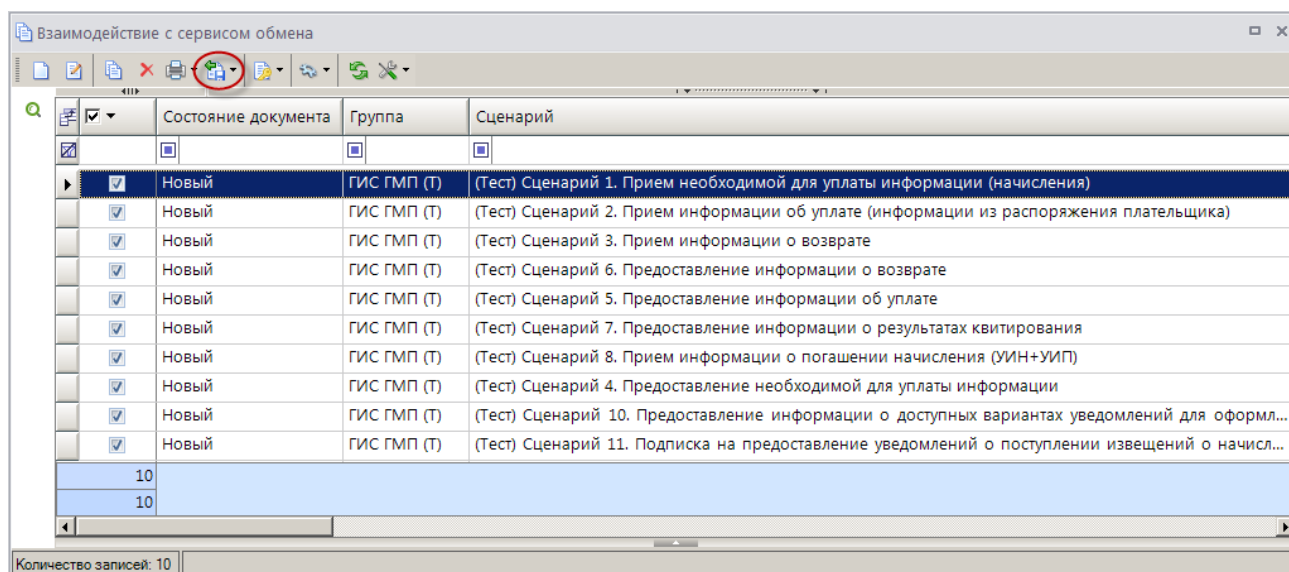 Взаимодействие с сервисом обмена
Состояние документа Группа Сценарий
Новый ГИС ГМП (Т) (Тест) Сценарий 1. Прием необходимой для уплаты информации (начисления)
Новый ГИС ГМП (Т) (Тест) Сценарий 2. Прием информации об уплате (информации из распоряжения плательщика)
Новый ГИС ГМП (Т) (Тест) Сценарий 3. Прием информации о возврате
Новый ГИС ГМП (Т) (Тест) Сценарий 6. Предоставление информации о возврате
Новый ГИС ГМП (Т) (Тест) Сценарий 5. Предоставление информации об уплате
Новый ГИС ГМП (Т) (Тест) Сценарий 7. Предоставление информации о результатах квитирования
Новый ГИС ГМП (Т) (Тест) Сценарий 8. Прием информации о погашении начисления (УИН+УИП)
Новый ГИС ГМП (Т) (Тест) Сценарий 4. Предоставление необходимой для уплаты информации
Новый ГИС ГМП (Т) (Тест) Сценарий 10. Предоставление информации о доступных вариантах уведомлений для оформл...
Новый ГИС ГМП (Т) (Тест) Сценарий 11. Подписка на предоставление уведомлений о поступлении извещений о начисл...
10
10
Количество записей: 10